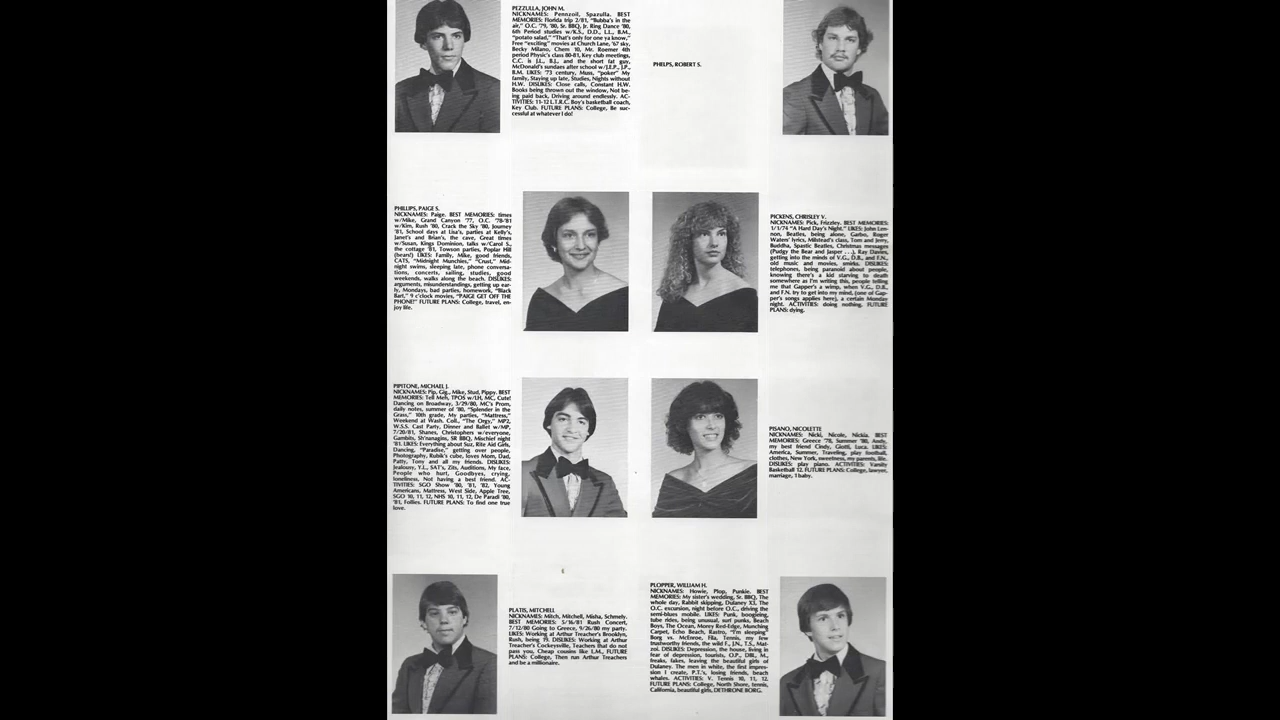 PEZZULLA, JOHN M.
NICKNAMES: Pennzoil, Spazulla. BEST
MEMORIES: Florida trip 2/81, "Bubba's in the
air," O.C. '79, '80, Sr. BBQ, Jr. Ring Dance '80,
6th Period studies w/K.S., D.D., L.L., B.M.,
"potato salad," "That's only for one ya know,"
Free "exciting" movies at Church Lane, '67 sky,
Becky Milano, Chem 10, Mr. Roemer 4th
period Physic's class 80-81, Key club meetings,
C.C. is J.L., B.J., and the short fat guy,
McDonald's sundaes after school w/J.E.P., J.P.,
B.M. LIKES: '73 century, Muss, "poker" My
family, Staying up late, Studies, Nights without
H.W. DISLIKES: Close calls, Constant H.W.
Books being thrown out the window, Not be-
ing paid back, Driving around endlessly. AC-
TIVITIES: 11-12 L.T.R.C. Boy's basketball coach,
Key Club. FUTURE PLANS: College, Be suc-
cessful at whatever I do!
PHELPS, ROBERT S.
PHILLIPS, PAIGE S.
NICKNAMES: Paige. BEST MEMORIES: times
w/Mike, Grand Canyon '77, O.C. '78-'81
w/Kim, Rush '80, Crack the Sky '80, Journey
'81, School days at Lisa's, parties at Kelly's,
Janet's and Brian's, the cave, Great times
w/Susan, Kings Dominion, talks w/Carol S.,
the cottage '81, Towson parties, Poplar Hill
(bears!) LIKES: Family, Mike, good friends,
CATS, "Midnight Munchies," "Crust," Mid-
night swims, sleeping late, phone conversa-
tions, concerts, sailing, studies, good
weekends, walks along the beach. DISLIKES:
arguments, misunderstandings, getting up ear-
ly, Mondays, bad parties, homework, "Black
Bart," 9 o'clock movies, "PAIGE GET OFF THE
PHONE!" FUTURE PLANS: College, travel, en-
joy life.
PICKENS, CHRISLEY V.
NICKNAMES: Pick, Frizzley. BEST MEMORIES:
1/1/74 "A Hard Day's Night." LIKES: John Len-
non, Beatles, being alone, Garbo, Roger
Waters' lyrics, Milstead's class, Tom and Jerry,
Buddha, Spastic Beatles, Christmas messages
(Pudgy the Bear and Jasper . . .), Ray Davies,
getting into the minds of V.G., D.B., and F.N.,
old music and movies, smirks. DISLIKES:
telephones, being paranoid about people,
knowing there's a kid starving to death
somewhere as I'm writing this, people telling
me that Gapper's a wimp, when V.G., D.B.,
and F.N. try to get into my mind, (one of Gap-
per's songs applies here), a certain Monday
night. ACTIVITIES: doing nothing. FUTURE
PLANS: dying.
PIPITONE, MICHAEL J.
NICKNAMES: Pip, Gig., Mike, Stud, Pippy. BEST
MEMORIES: Tell Meh, TPOS w/LH, MC, Cute!
Dancing on Broadway, 3/29/80, MC's Prom,
daily notes, summer of '80, "Splender in the
Grass," 10th grade, My parties, "Mattress,"
Weekend at Wash. Coll., "The Orgy," MP2,
W.S.S. Cast Party, Dinner and Ballet w/MP,
7/20/81, Shanes, Christophers w/everyone,
Gambits, Sh'nanagins, SR BBQ, Mischief night
'81. LIKES: Everything about Suz, Rite Aid Girls,
Dancing, "Paradise," getting over people,
Photography, Rubik's cube, loves Mom, Dad,
Patty, Tony and all my friends. DISLIKES:
Jealousy, Y.L., SAT's, Zits, Auditions, My face,
People who hurt, Goodbyes, crying,
loneliness, Not having a best friend. AC-
TIVITIES: SGO Show '80, '81, '82, Young
Americans, Mattress, West Side, Apple Tree,
SGO 10, 11, 12, NHS 10, 11, 12, De Paradi '80,
'81, Follies. FUTURE PLANS: To find one true
love.
PISANO, NICOLETTE
NICKNAMES: Nicki, Nicole, Nickia. BEST
MEMORIES: Greece '78, Summer '80, Andy,
my best friend Cindy, Giotti, Luca. LIKES:
America, Summer, Traveling, play football,
clothes, New York, sweetness, my parents, life.
DISLIKES: play piano. ACTIVITIES: Varsity
Basketball 12. FUTURE PLANS: College, lawyer,
marriage, 1 baby.
PLATIS, MITCHELL
NICKNAMES: Mitch, Mitchell, Misha, Schmely.
BEST MEMORIES: 5/16/81 Rush Concert,
7/12/80 Going to Greece, 9/26/80 my party.
LIKES: Working at Arthur Treacher's Brooklyn,
Rush, being 19. DISLIKES: Working at Arthur
Treacher's Cockeysville, Teachers that do not
pass you, Cheap cousins like L.M., FUTURE
PLANS: College, Then run Arthur Treachers
and be a millionaire.
PLOPPER, WILLIAM H.
NICKNAMES: Howie, Plop, Punkie. BEST
MEMORIES: My sister's wedding, Sr. BBQ, The
whole day, Rabbit skipping, Dulaney X3, The
O.C. excursion, night before O.C., driving the
semi-blues mobile. LIKES: Punk, boogieing,
tube rides, being unusual, surf punks, Beach
Boys, The Ocean, Morey Red-Edge, Munching
Carpet, Echo Beach, Rastro, "I'm sleeping"
Borg vs. McEnroe, Fila, Tennis, my few
trustworthy friends, the wild F., J.N., T.S., Mat-
zol. DISLIKES: Depression, the house, living in
fear of depression, tourists, O.P., DBL, M.,
freaks, fakes, leaving the beautiful girls of
Dulaney. The men in white, the first impres-
sion I create, P.T.'s, losing friends, beach
whales. ACTIVITIES: V. Tennis 10, 11, 12.
FUTURE PLANS: College, North Shore, tennis,
California, beautiful girls, DETHRONE BORG.